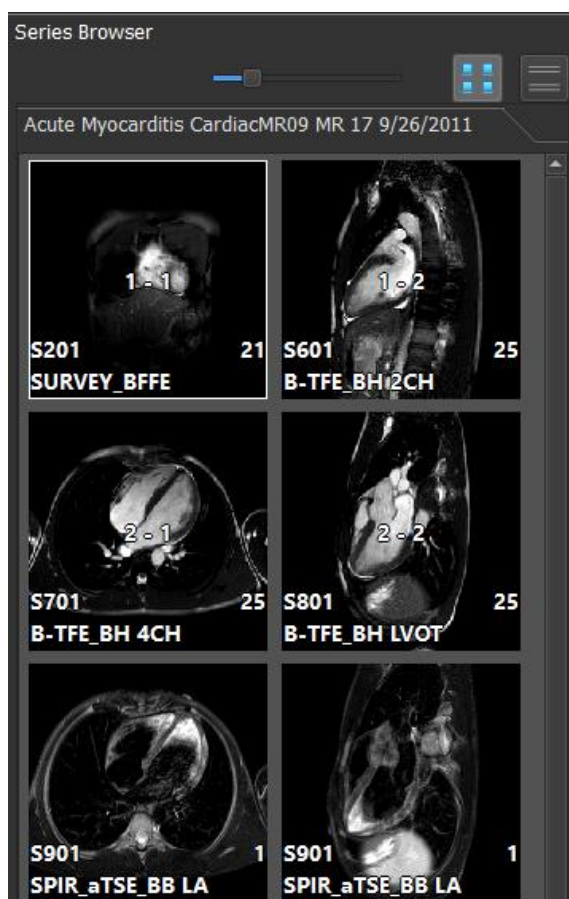 Series Browser
Acute Myocarditis CardiacMR09 MR 17 9/26/2011
1 - 1
S201 21
SURVEY_BFFE
1 - 2
S601 25
B-TFE_BH 2CH
2 - 1
S701 25
B-TFE_BH 4CH
2 - 2
S801 25
B-TFE_BH LVOT
S901 1
SPIR_aTSE_BB LA
S901 1
SPIR_aTSE_BB LA